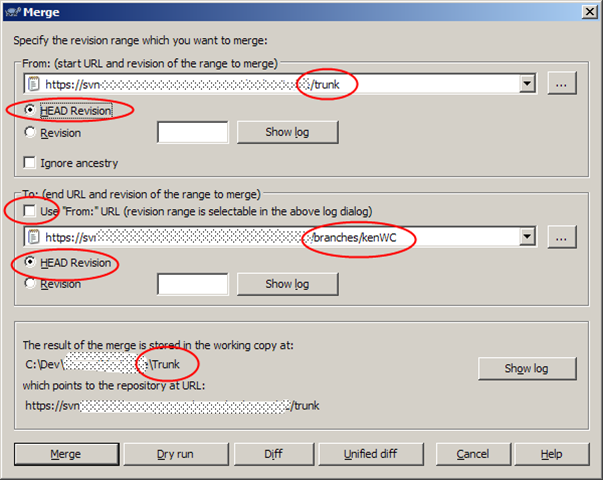 Merge
Specify the revision range which you want to merge:
From: (start URL and revision of the range to merge)
https://svn /trunk
...
HEAD Revision
Revision
Show log
Ignore ancestry
To: (end URL and revision of the range to merge)
Use "From:" URL (revision range is selectable in the above log dialog)
https://svn /branches/kenWC
...
HEAD Revision
Revision
Show log
The result of the merge is stored in the working copy at:
C:\Dev\ \Trunk
Show log
which points to the repository at URL:
https://svn /trunk
Merge Dry run Diff Unified diff Cancel Help